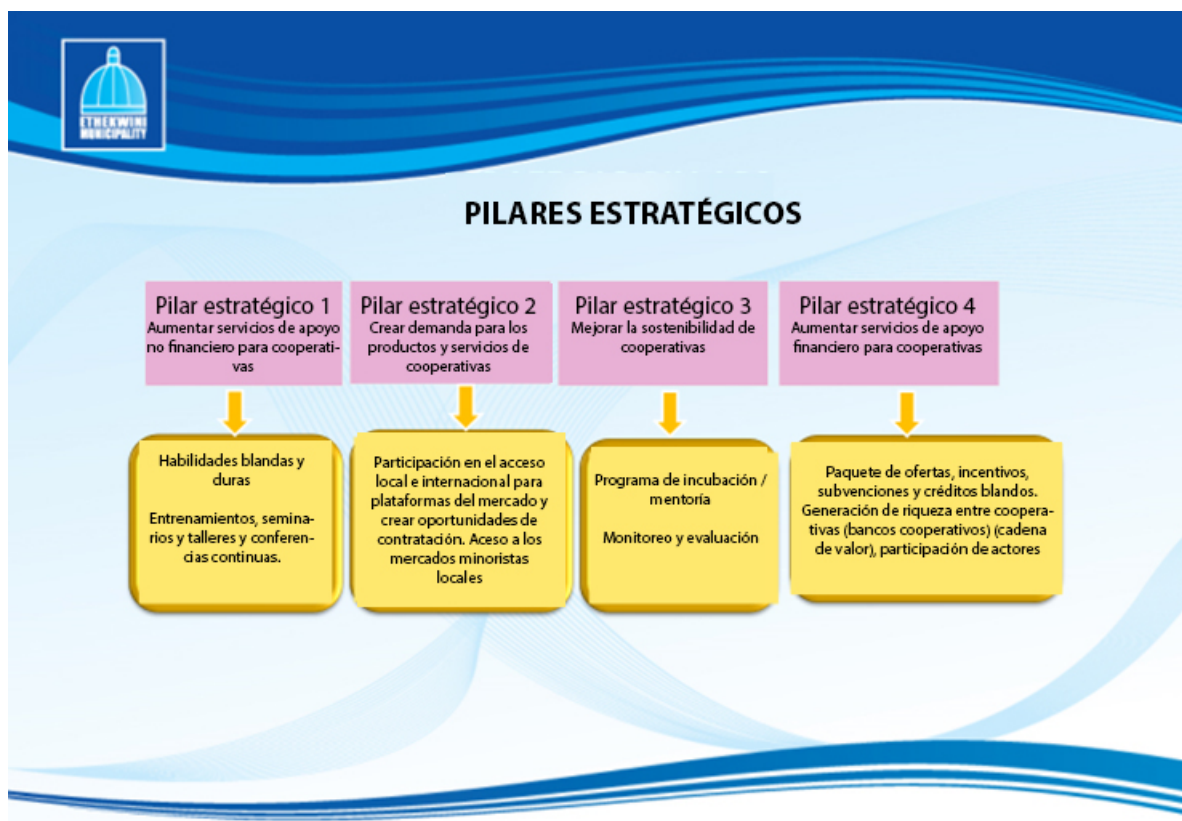 ETHEKWINI
MUNICIPALITY
PILARES ESTRATÉGICOS
Pilar estratégico 1
Aumentar servicios de apoyo
no financiero para cooperati-
vas
Pilar estratégico 2
Crear demanda para los
productos y servicios de
cooperativas
Pilar estratégico 3
Mejorar la sostenibilidad de
cooperativas
Pilar estratégico 4
Aumentar servicios de apoyo
financiero para cooperativas
Habilidades blandas y
duras
Entrenamientos, semina-
rios y talleres y conferen-
cias continuas.
Participación en el acceso
local e internacional para
plataformas del mercado y
crear oportunidades de
contratación. Aceso a los
mercados minoristas
locales
Programa de incubación /
mentoría
Monitoreo y evaluación
Paquete de ofertas, incentivos,
subvenciones y créditos blandos.
Generación de riqueza entre coopera-
tivas (bancos cooperativos) (cadena
de valor), participación de actores